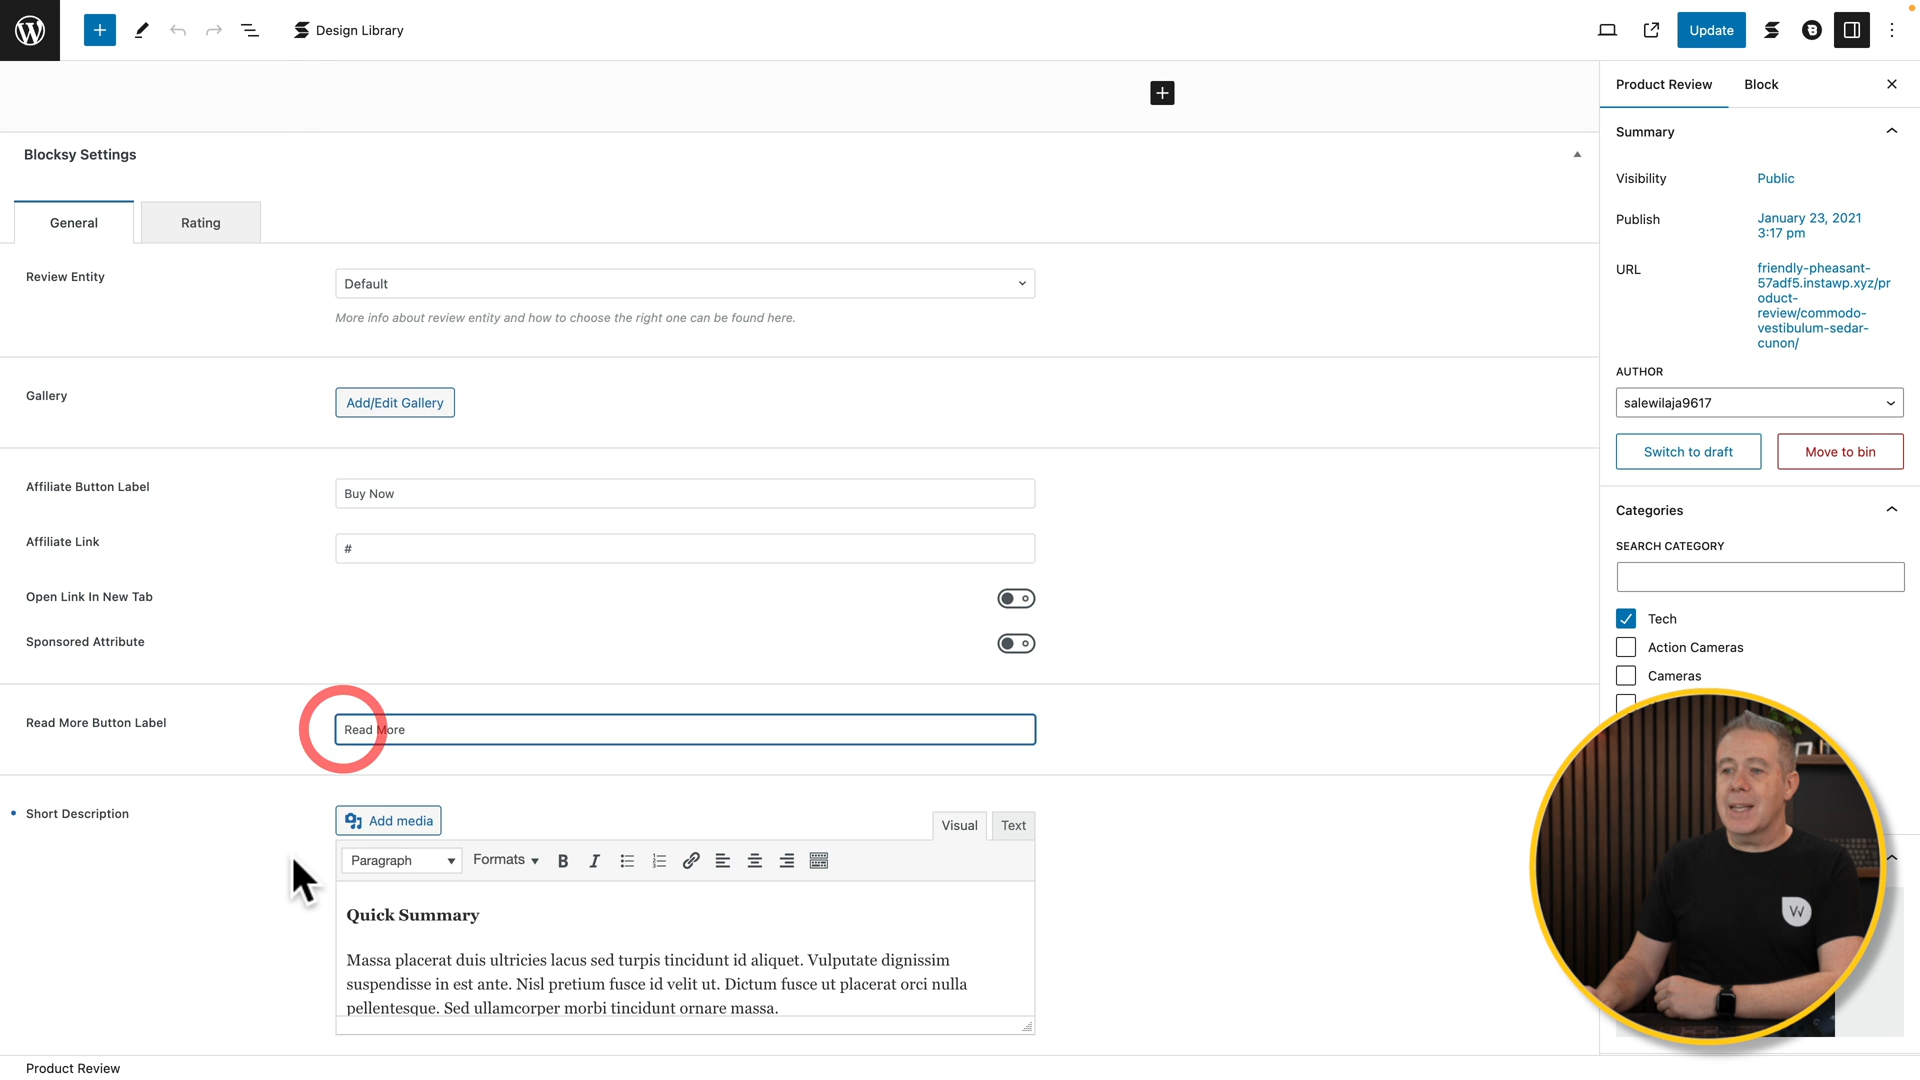 Design Library
Update
Product Review
Block
Summary
Visibility
Public
Publish
January 23, 2021
3:17 pm
URL
friendly-pheasant-
57adf5.instawp.xyz/pr
oduct-
review/commodo-
vestibulum-sedar-
cunon/
AUTHOR
salewilaja9617
Switch to draft
Move to bin
Categories
SEARCH CATEGORY
Tech
Action Cameras
Cameras
Blocksy Settings
General
Rating
Review Entity
Default
More info about review entity and how to choose the right one can be found here.
Gallery
Add/Edit Gallery
Affiliate Button Label
Buy Now
Affiliate Link
#
Open Link In New Tab
Sponsored Attribute
Read More Button Label
Read More
Short Description
Add media
Visual
Text
Paragraph
Formats
B
I
Quick Summary
Massa placerat duis ultricies lacus sed turpis tincidunt id aliquet. Vulputate dignissim
suspendisse in est ante. Nisl pretium fusce id velit ut. Dictum fusce ut placerat orci nulla
pellentesque. Sed ullamcorper morbi tincidunt ornare massa.
W
Product Review